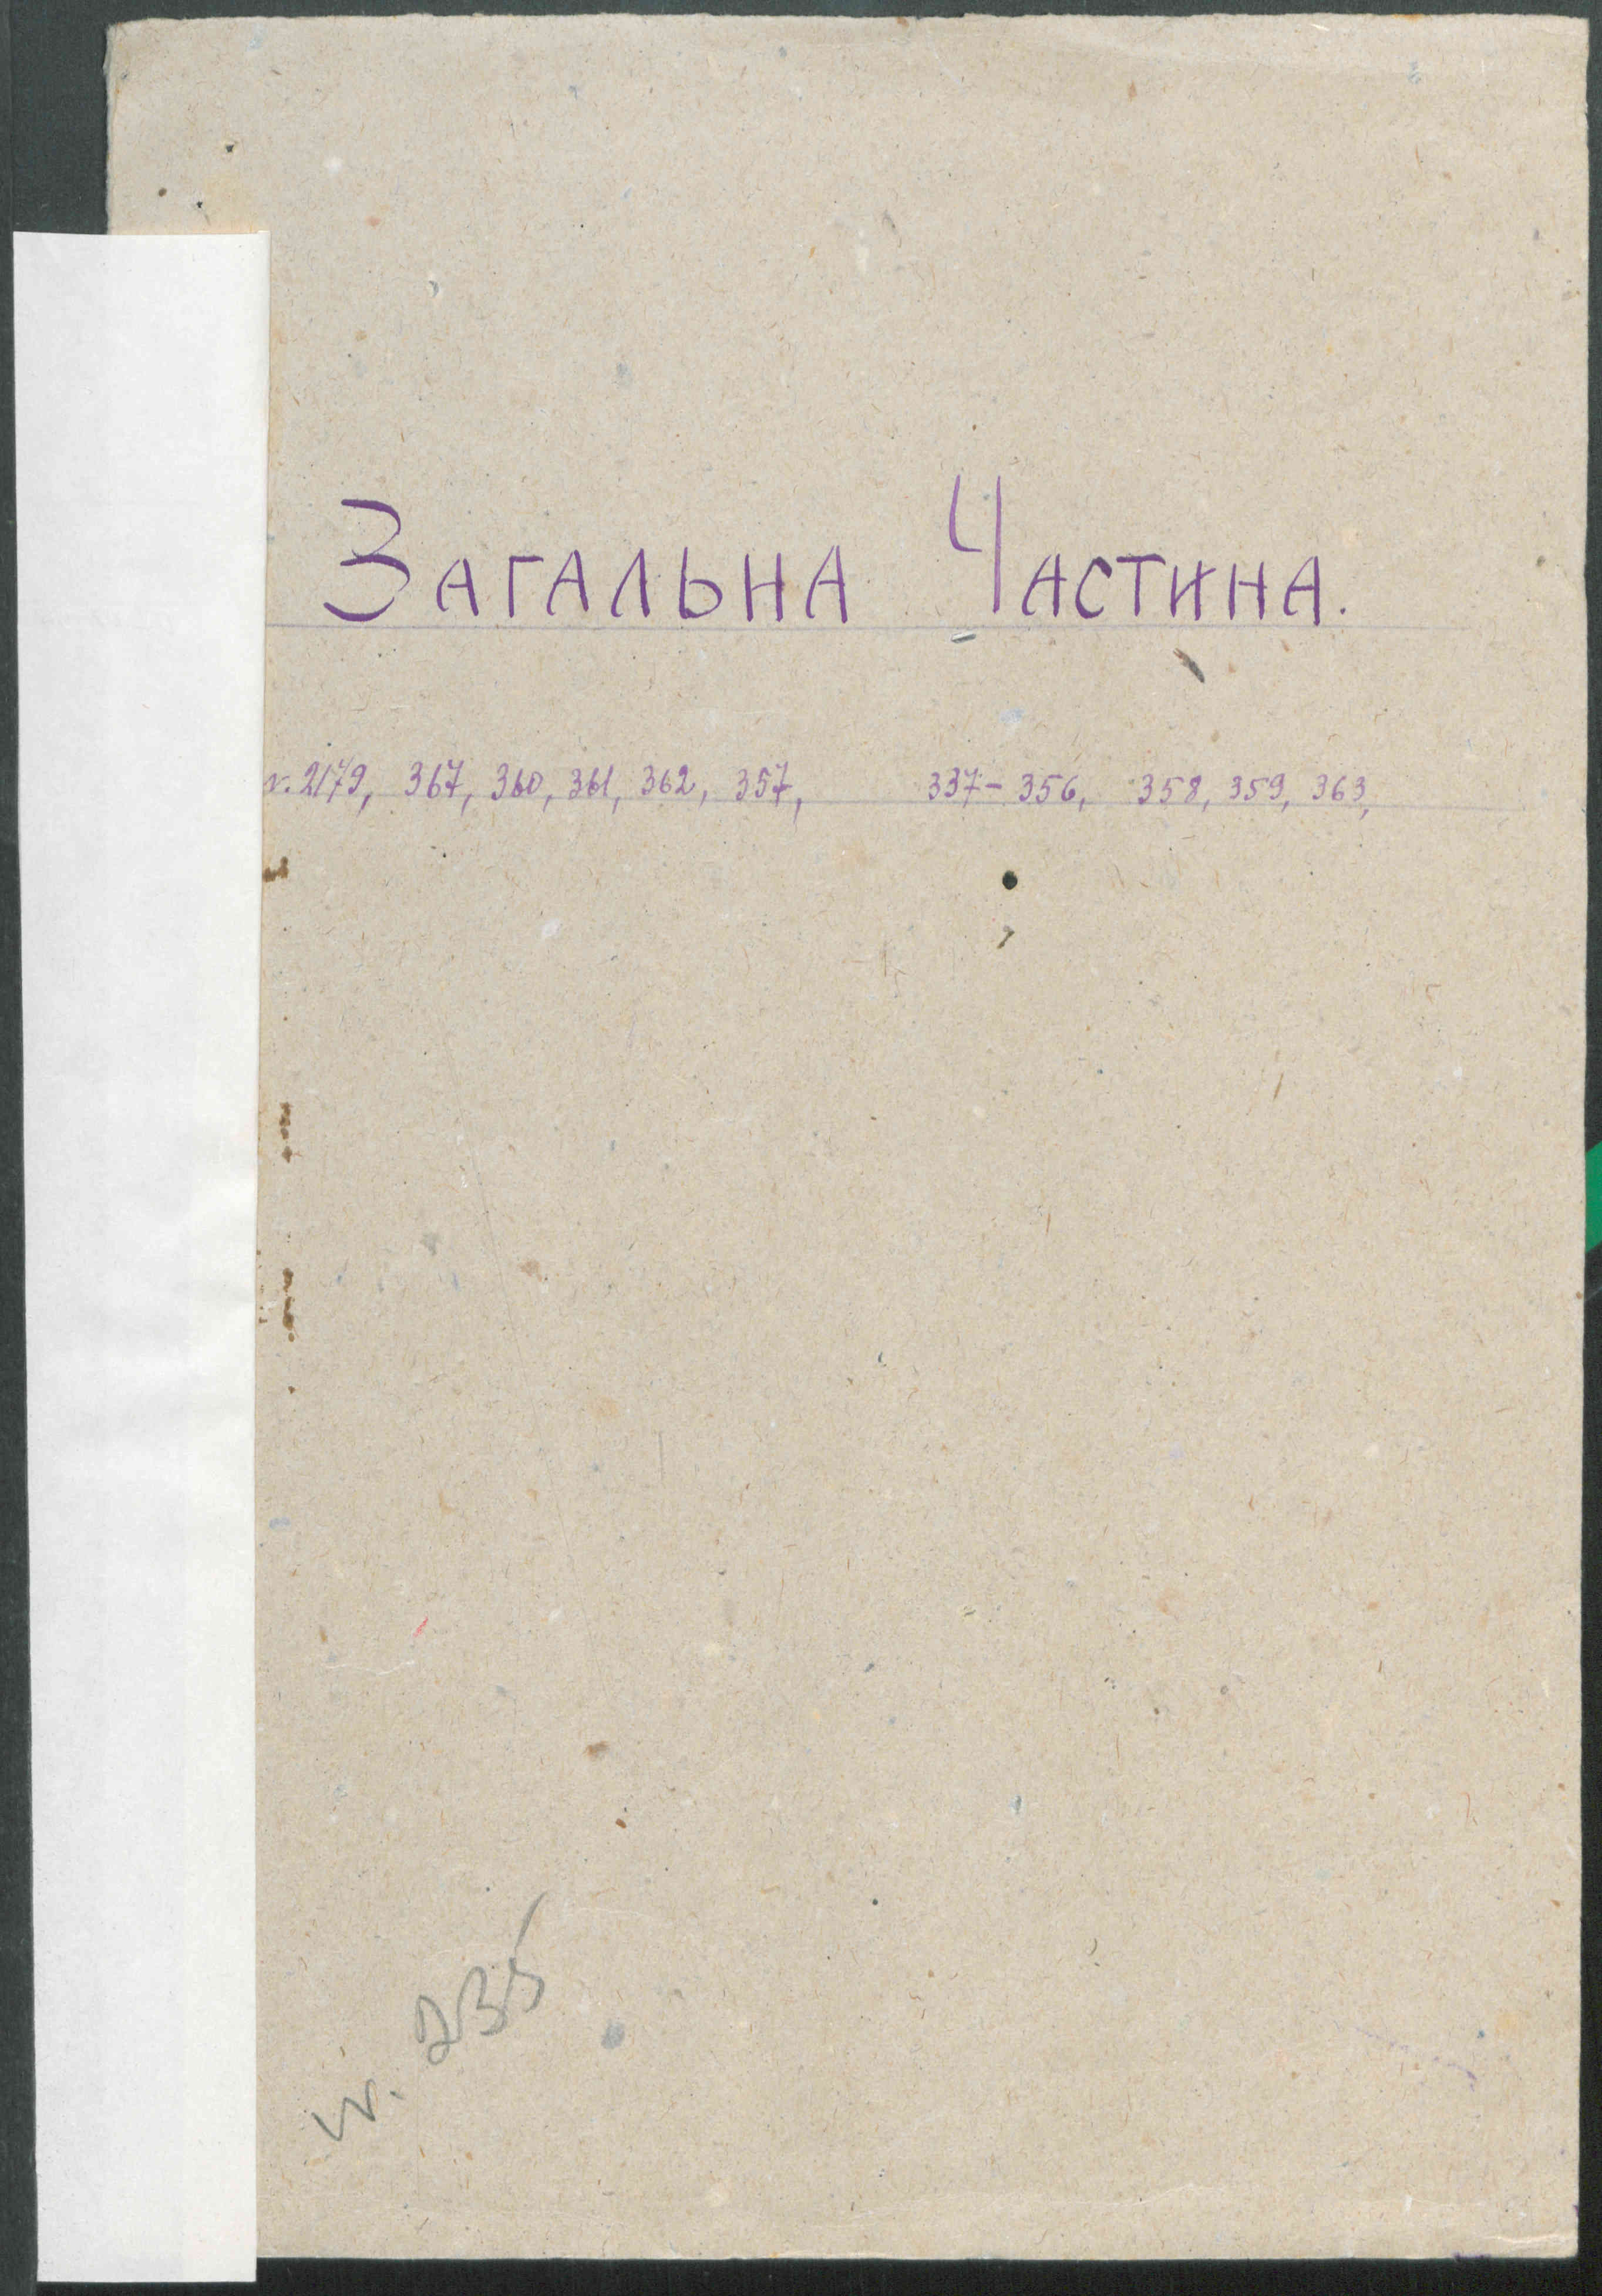 Загальна Частина.
N. 2179, 367, 360, 361, 362, 357, 337-356, 358, 359, 363,
N. 235